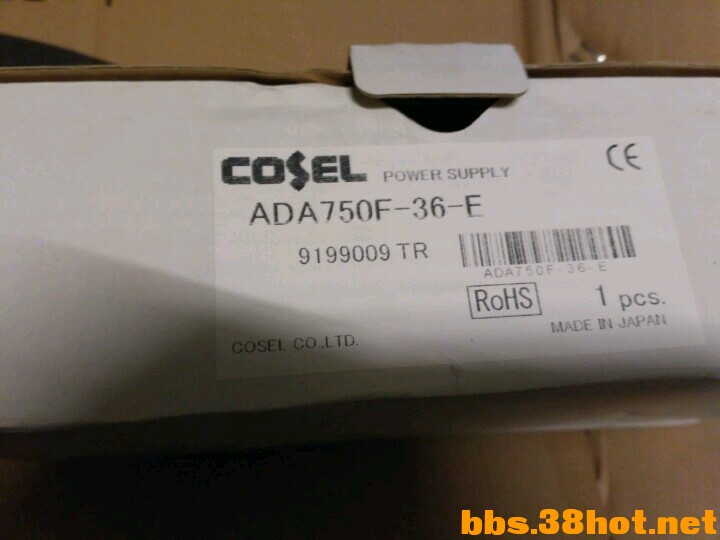 COSEL POWER SUPPLY CE
ADA750F-36-E
9199009 TR
ADA750F-36-E
RoHS 1 pcs.
MADE IN JAPAN
COSEL CO.,LTD.
bbs.38hot.net